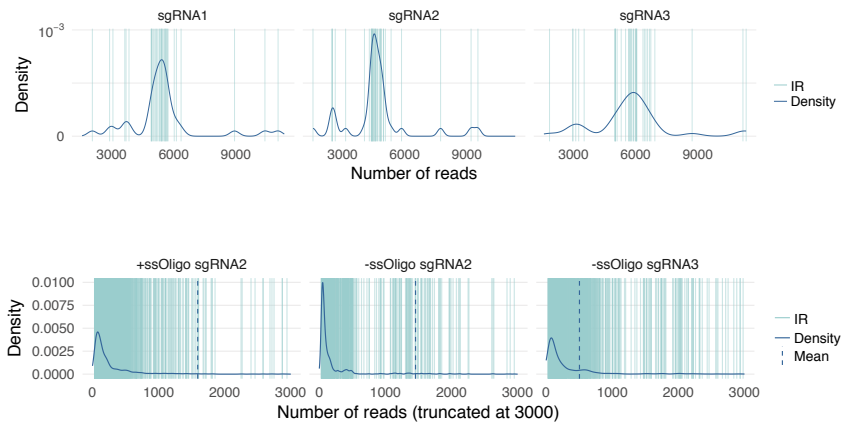 sgRNA1 sgRNA2 sgRNA3
10⁻³
0
Density
IR
Density
3000 6000 9000 3000 6000 9000 3000 6000 9000
Number of reads
+ssOligo sgRNA2 -ssOligo sgRNA2 -ssOligo sgRNA3
0.0100
0.0075
0.0050
0.0025
0.0000
Density
IR
Density
Mean
0 1000 2000 3000 0 1000 2000 3000 0 1000 2000 3000
Number of reads (truncated at 3000)